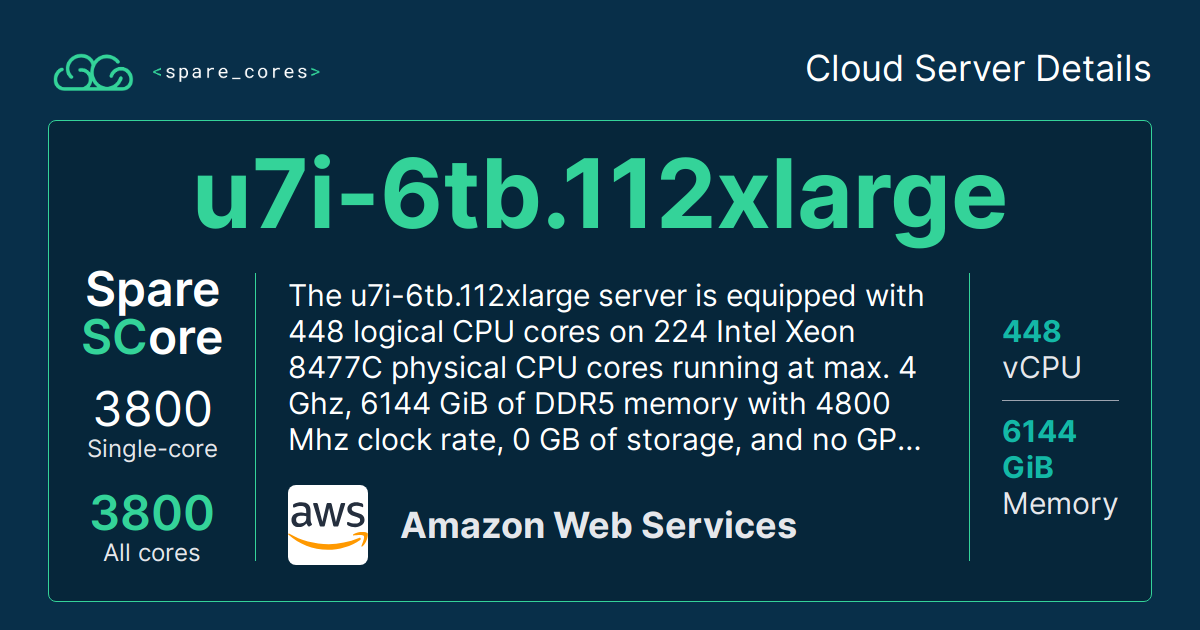 <spare_cores>
Cloud Server Details
u7i-6tb.112xlarge
Spare
SCore
3800
Single-core
3800
All cores
The u7i-6tb.112xlarge server is equipped with
448 logical CPU cores on 224 Intel Xeon
8477C physical CPU cores running at max. 4
Ghz, 6144 GiB of DDR5 memory with 4800
Mhz clock rate, 0 GB of storage, and no GP...
aws
Amazon Web Services
448
vCPU
6144
GiB
Memory